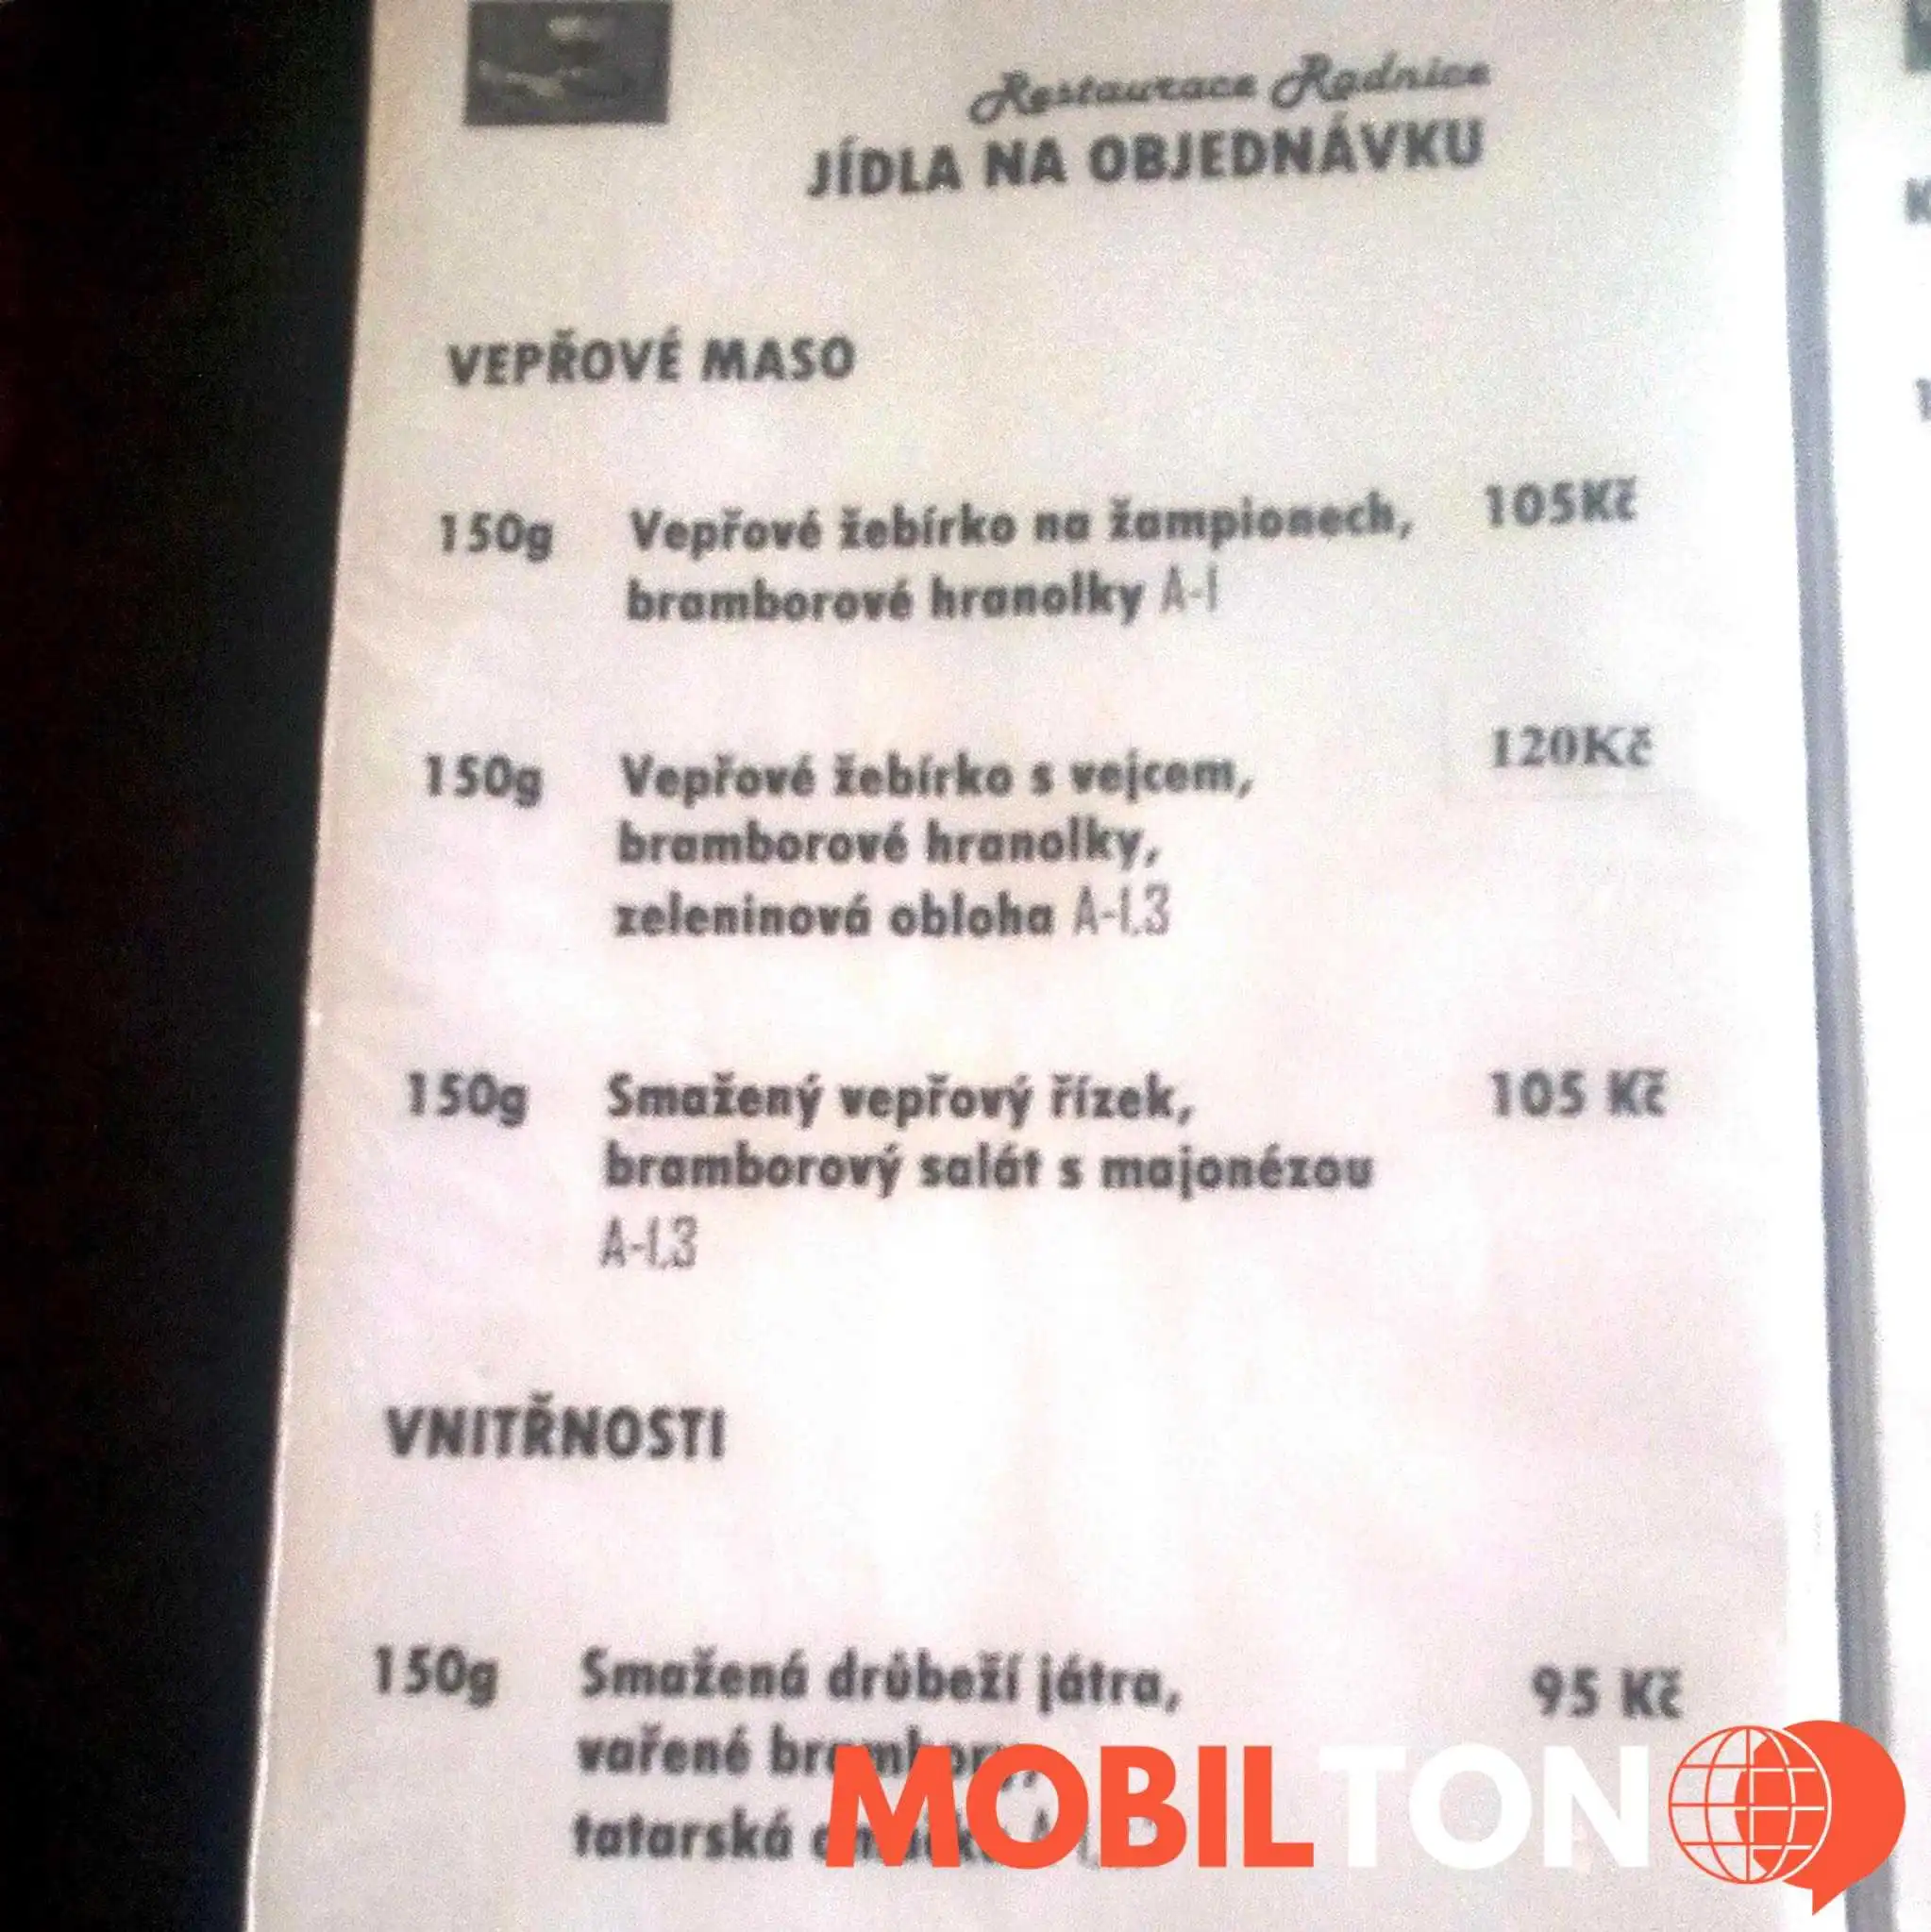 Restaurace Radnice
JÍDLA NA OBJEDNÁVKU
VEPŘOVÉ MASO
150g Vepřové žebírko na žampionech, 105Kč
bramborové hranolky A-1
150g Vepřové žebírko s vejcem, 120Kč
bramborové hranolky,
zeleninová obloha A-1,3
150g Smažený vepřový řízek, 105 Kč
bramborový salát s majonézou
A-1,3
VNITŘNOSTI
150g Smažená drůbeží játra, 95 Kč
vařené brambory,
tatarská
MOBILTON